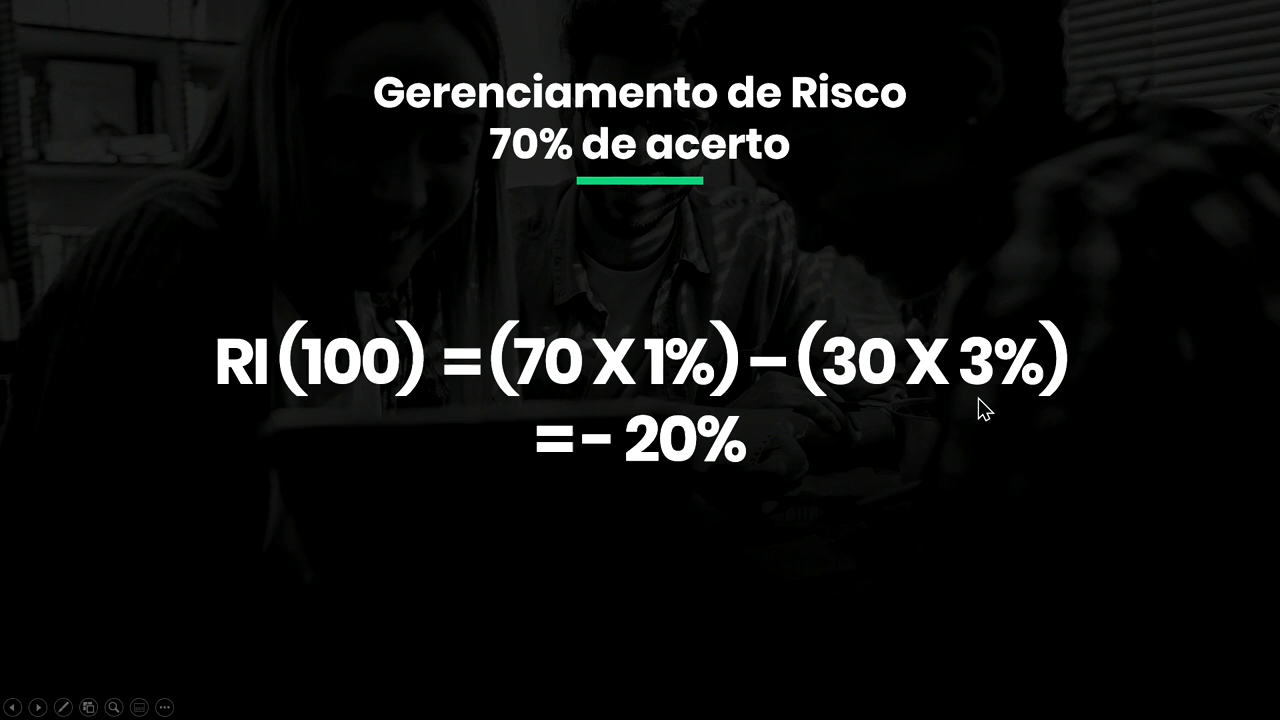 Gerenciamento de Risco
70% de acerto
RI (100) = (70 X 1%) – (30 X 3%)
= – 20%